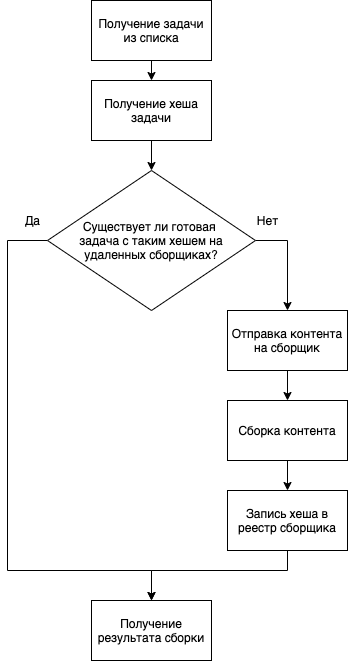 Получение задачи
из списка
Получение хеша
задачи
Да
Существует ли готовая
задача с таким хешем на
удаленных сборщиках?
Нет
Отправка контента
на сборщик
Сборка контента
Запись хеша в
реестр сборщика
Получение
результата сборки